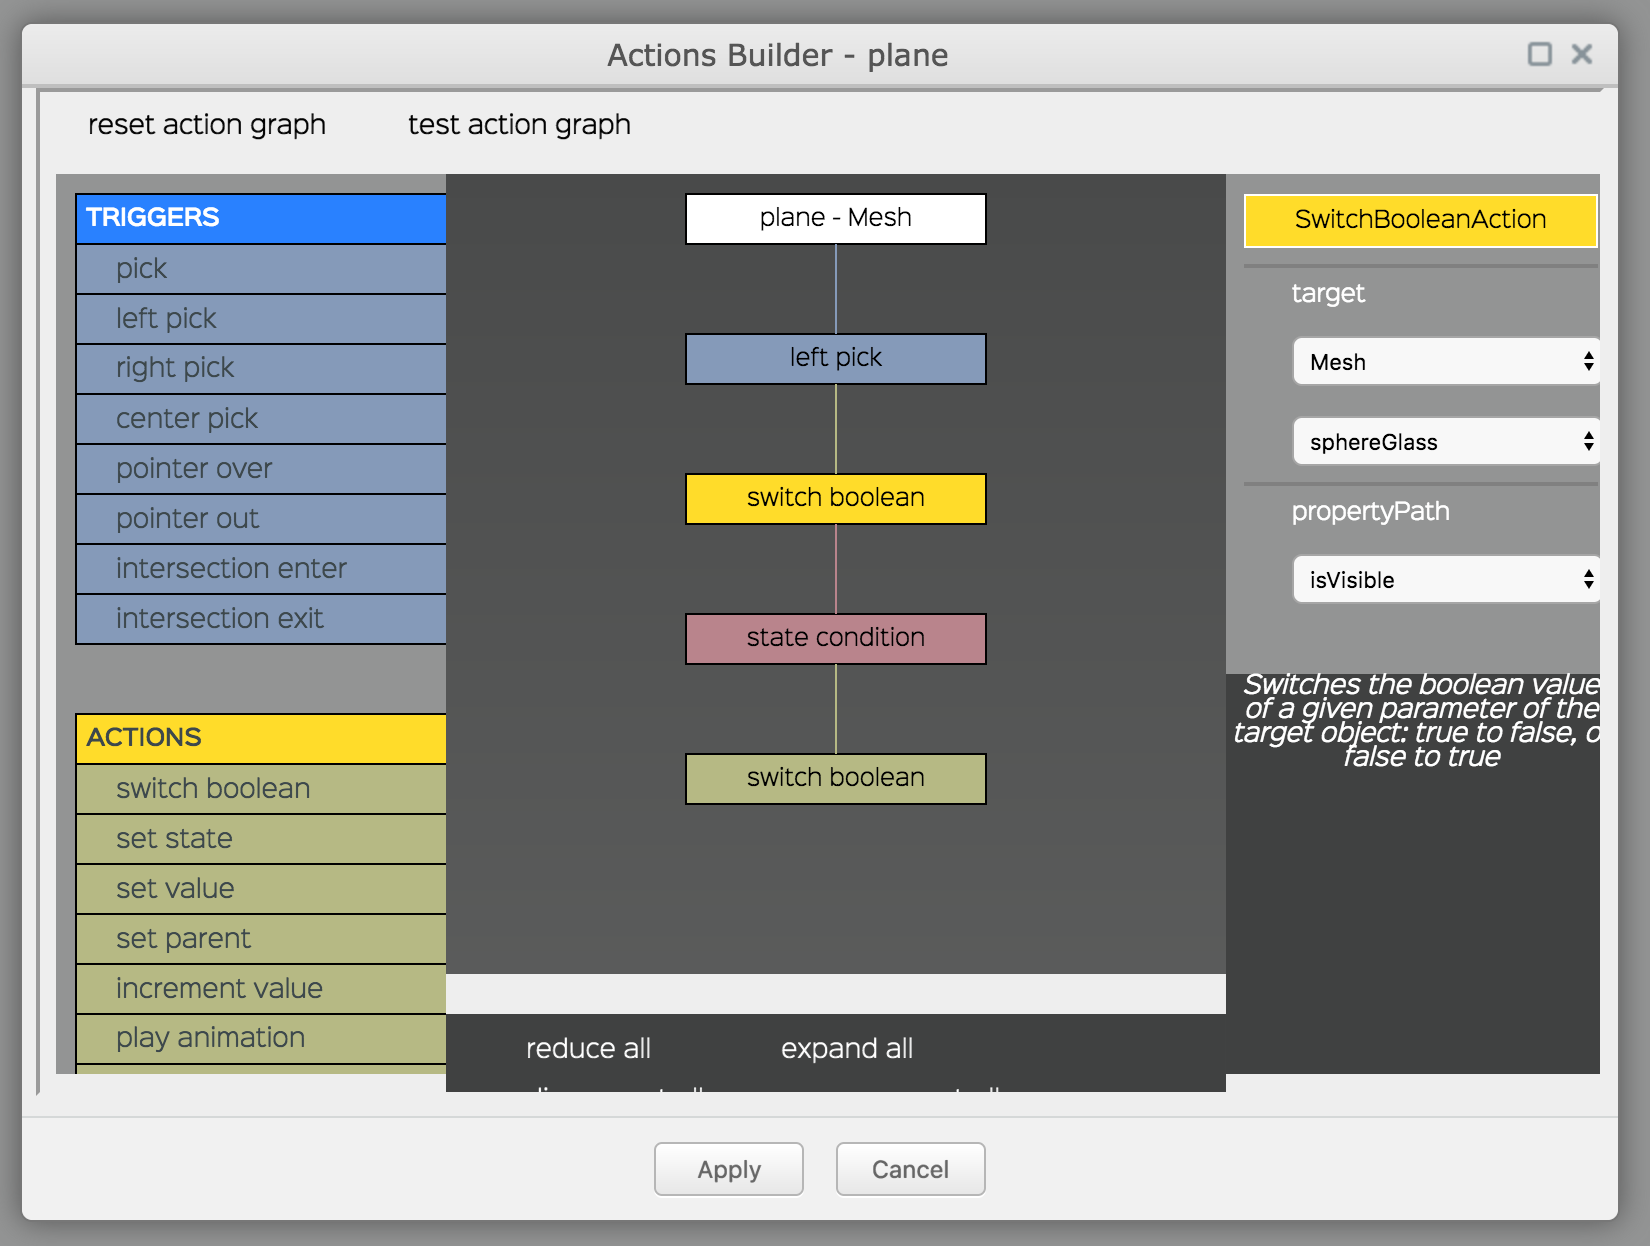 Actions Builder - plane
reset action graph
test action graph
TRIGGERS
pick
left pick
right pick
center pick
pointer over
pointer out
intersection enter
intersection exit
ACTIONS
switch boolean
set state
set value
set parent
increment value
play animation
plane - Mesh
left pick
switch boolean
state condition
switch boolean
reduce all
expand all
SwitchBooleanAction
target
Mesh
sphereGlass
propertyPath
isVisible
Switches the boolean value
of a given parameter of the
target object: true to false,
false to true
Apply
Cancel